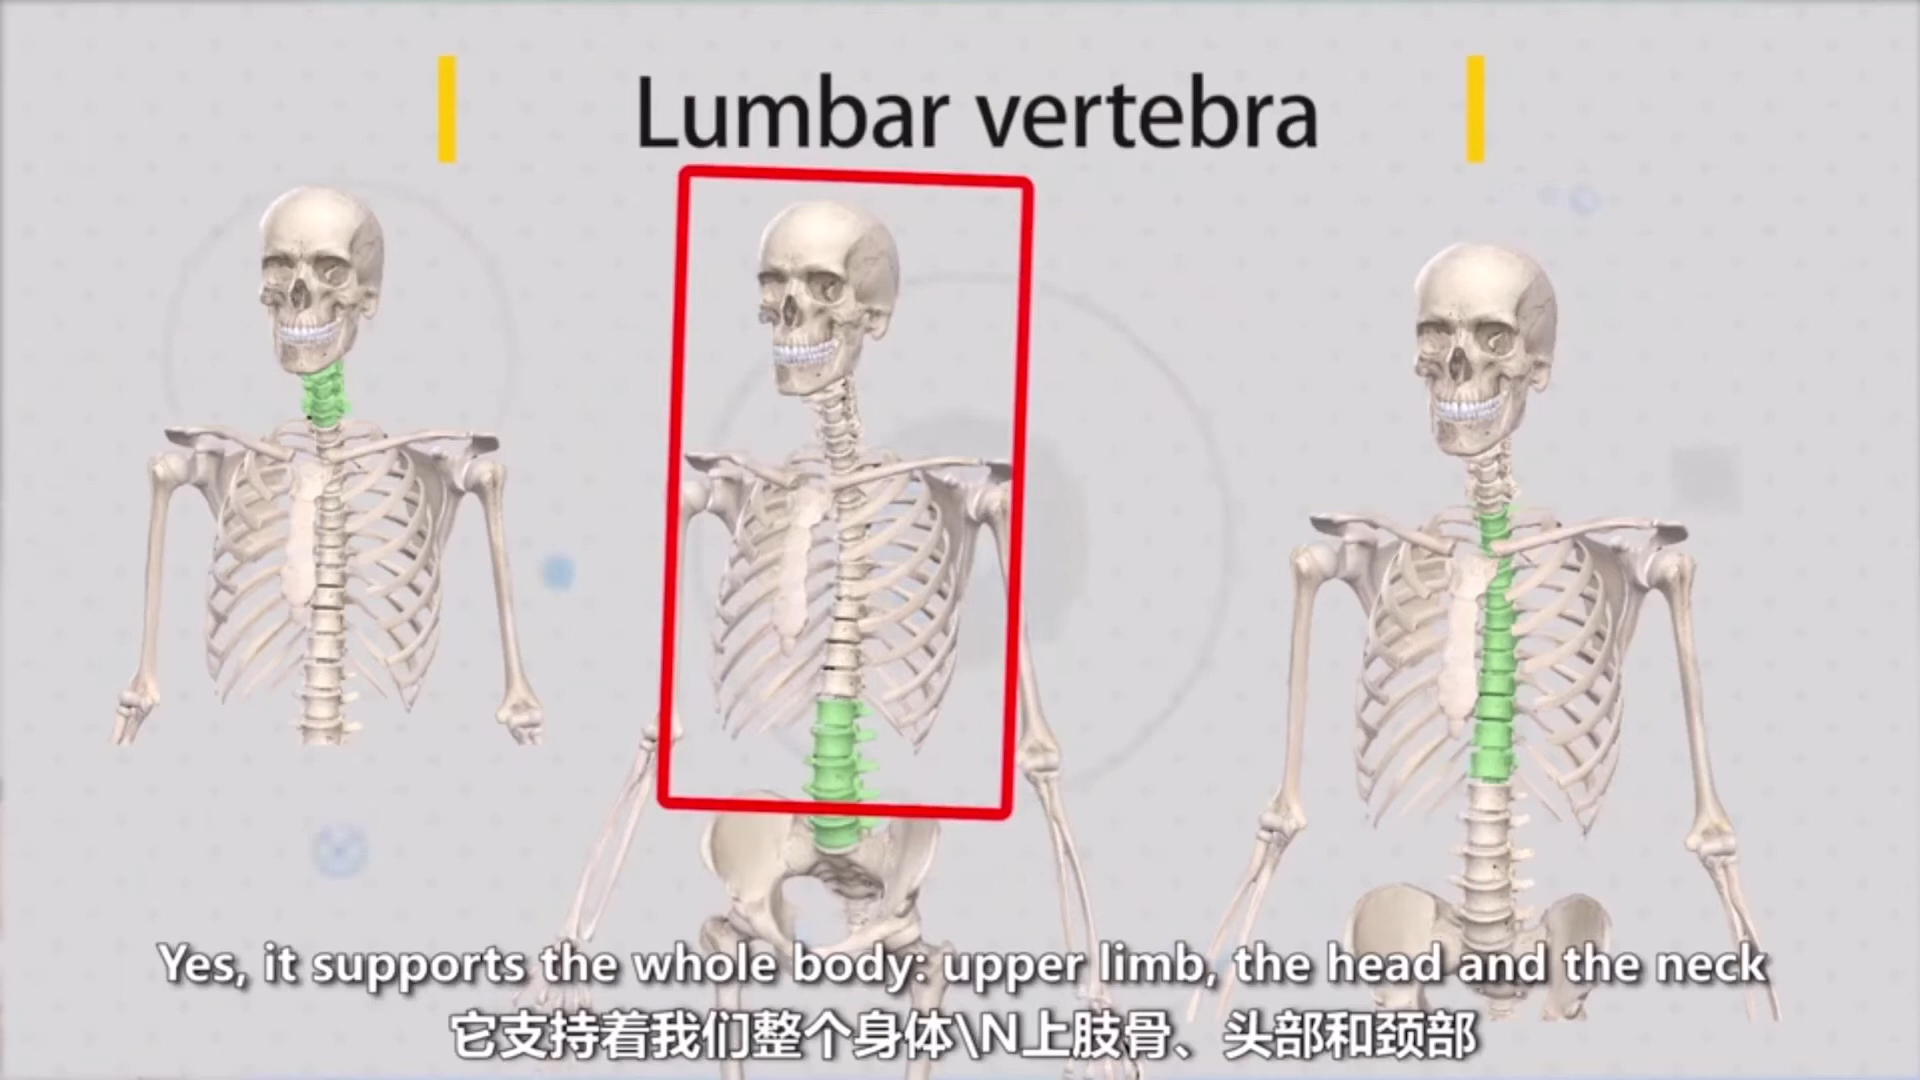 Lumbar vertebra
Yes, it supports the whole body: upper limb, the head and the neck
它支持着我们整个身体\N上肢骨、头部和颈部